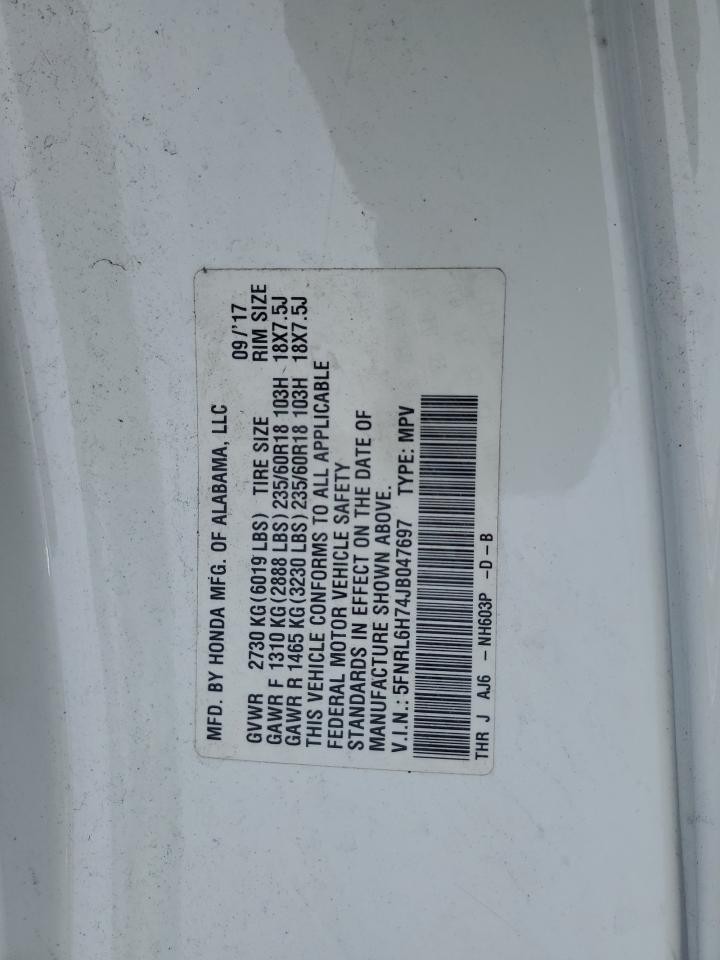 MFD. BY HONDA MFG. OF ALABAMA, LLC 09/'17
GVWR 2730 KG(6019 LBS) TIRE SIZE RIM SIZE
GAWR F 1310 KG(2888 LBS) 235/60R18 103H 18X7.5J
GAWR R 1465 KG(3230 LBS) 235/60R18 103H 18X7.5J
THIS VEHICLE CONFORMS TO ALL APPLICABLE
FEDERAL MOTOR VEHICLE SAFETY
STANDARDS IN EFFECT ON THE DATE OF
MANUFACTURE SHOWN ABOVE.
V.I.N.: 5FNRL6H74JB047697 TYPE: MPV
THR J AJ6 - NH603P -D-B